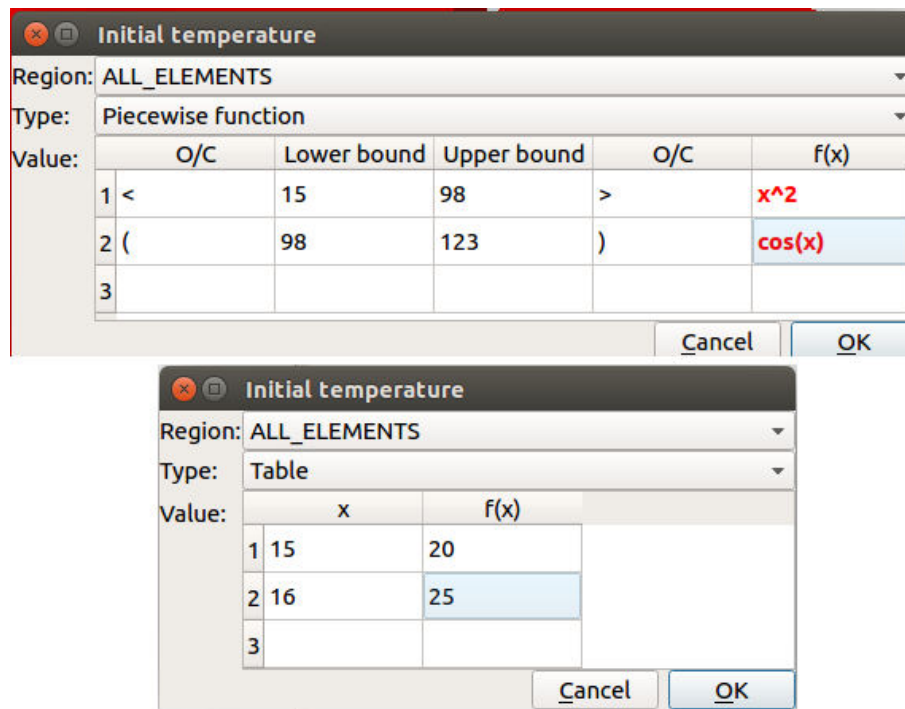 Initial temperature
Region: ALL_ELEMENTS
Type: Piecewise function
Value: O/C Lower bound Upper bound O/C f(x)
1 < 15 98 > x^2
2 ( 98 123 ) cos(x)
3
Cancel OK
Initial temperature
Region: ALL_ELEMENTS
Type: Table
Value: x f(x)
1 15 20
2 16 25
3
Cancel OK